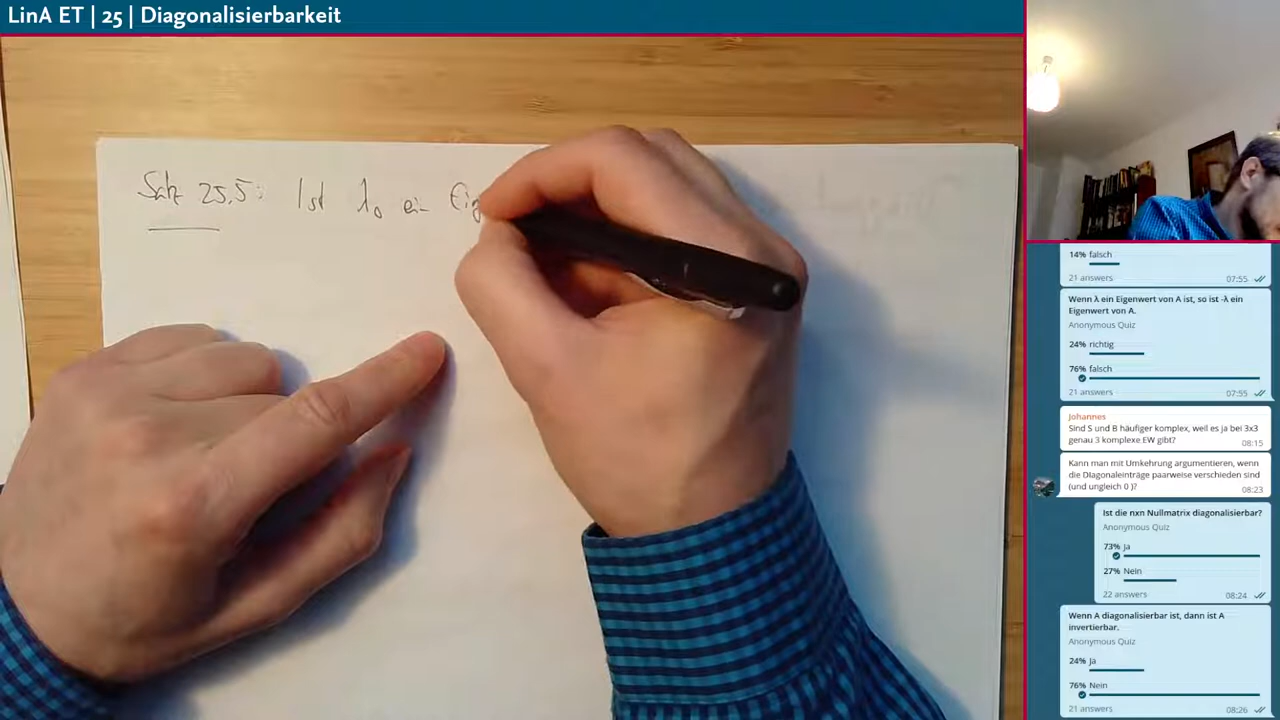 LinA ET | 25 | Diagonalisierbarkeit
Satz 25.5: Ist λ₀ ein Eig
14% falsch
21 answers 07:55
Wenn λ ein Eigenwert von A ist, so ist -λ ein
Eigenwert von A.
Anonymous Quiz
24% richtig
76% falsch
21 answers 07:55
Johannes
Sind S und B häufiger komplex, weil es ja bei 3x3
genau 3 komplexe EW gibt?
08:15
Kann man mit Umkehrung argumentieren, wenn
die Diagonaleinträge paarweise verschieden sind
(und ungleich 0 )?
08:23
Ist die nxn Nullmatrix diagonalisierbar?
Anonymous Quiz
73% Ja
27% Nein
22 answers 08:24
Wenn A diagonalisierbar ist, dann ist A
invertierbar.
Anonymous Quiz
24% Ja
76% Nein
21 answers 08:26